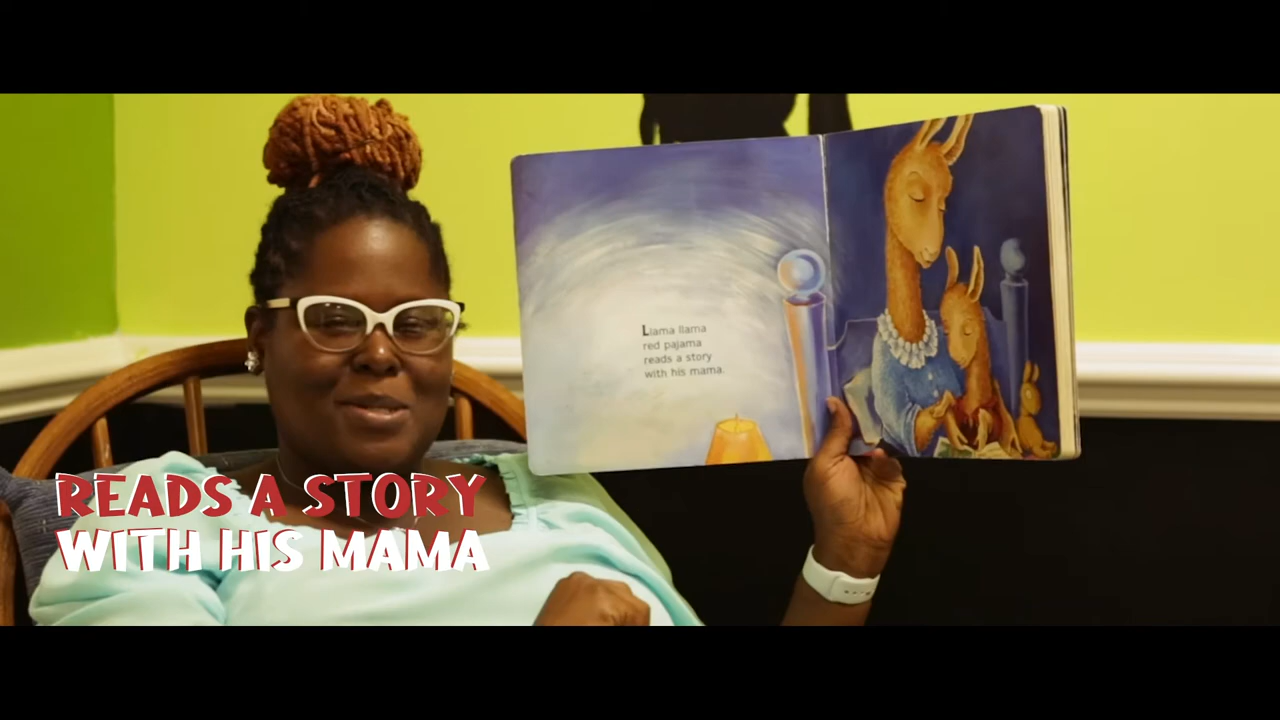 Llama llama
red pajama
reads a story
with his mama.
READS A STORY
WITH HIS MAMA